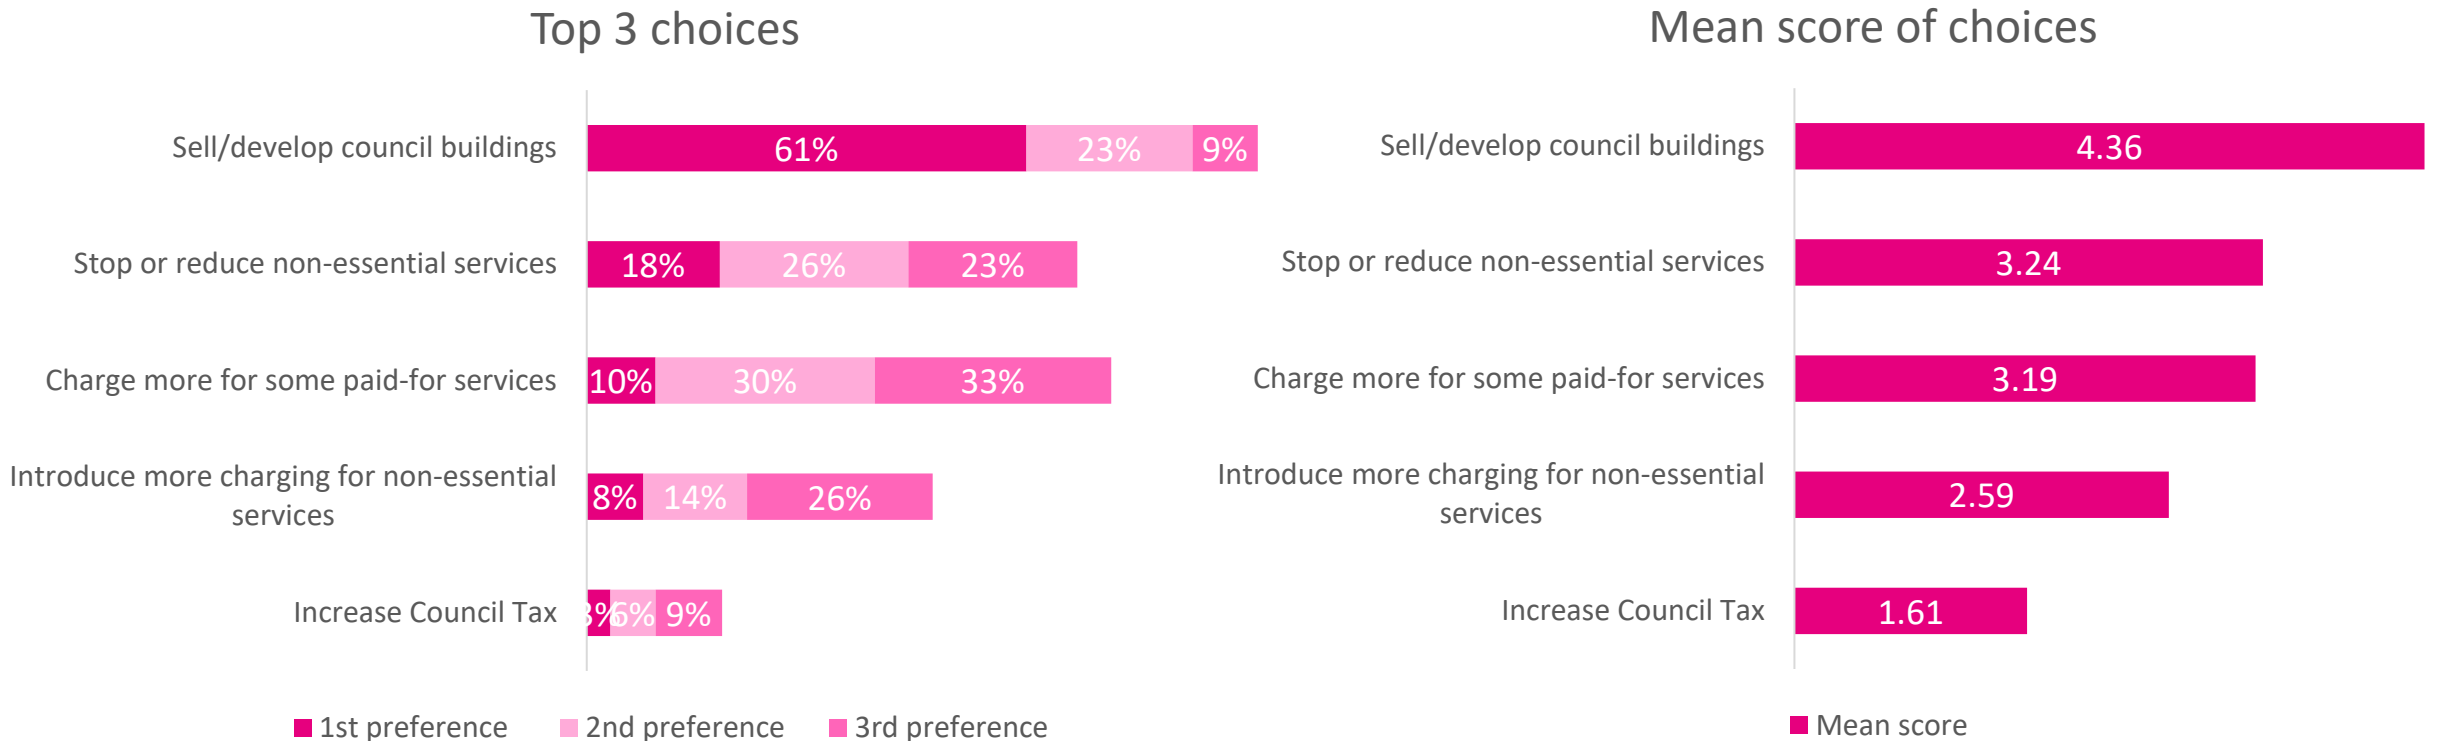 Top 3 choices
Sell/develop council buildings
61% 23% 9%
Stop or reduce non-essential services
18% 26% 23%
Charge more for some paid-for services
10% 30% 33%
Introduce more charging for non-essential
services
8% 14% 26%
Increase Council Tax
3% 6% 9%
1st preference 2nd preference 3rd preference
Mean score of choices
Sell/develop council buildings
4.36
Stop or reduce non-essential services
3.24
Charge more for some paid-for services
3.19
Introduce more charging for non-essential
services
2.59
Increase Council Tax
1.61
Mean score